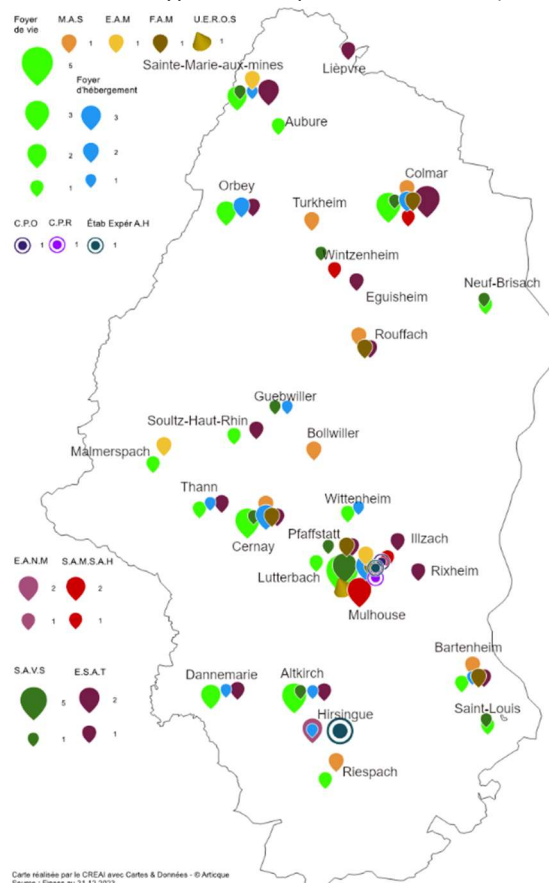 Foyer de vie
M.A.S
E.A.M
F.A.M
U.E.R.O.S
1
1
1
1
5
Foyer d'hébergement
3
3
2
2
1
1
C.P.O
C.P.R
Étab Expér A.H
1
1
1
Sainte-Marie-aux-mines
Lièpvre
Aubure
Orbey
Colmar
Turkheim
Wintzenheim
Eguisheim
Neuf-Brisach
Rouffach
Guebwiller
Soultz-Haut-Rhin
Bollwiller
Malmerspach
Thann
Wittenheim
Cernay
Pfaffstatt
Illzach
Lutterbach
Rixheim
Mulhouse
E.A.N.M
S.A.M.S.A.H
2
2
1
1
S.A.V.S
E.S.A.T
5
2
1
1
Bartenheim
Dannemarie
Altkirch
Hirsingue
Saint-Louis
Riespach
Carte réalisée par le CREAI avec Cartes & Données - © Articque